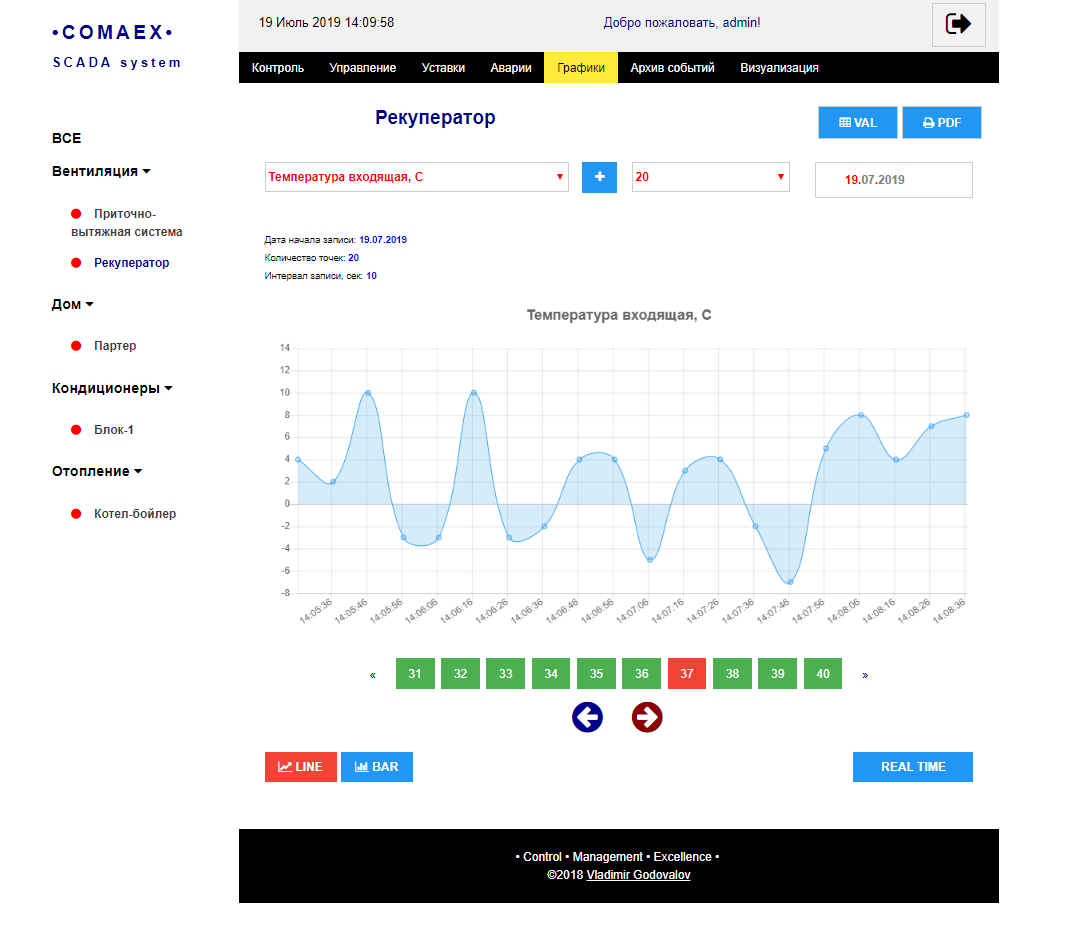 •COMAEX•
SCADA system
19 Июль 2019 14:09:58
Добро пожаловать, admin!
Контроль Управление Уставки Аварии Графики Архив событий Визуализация
ВСЕ
Вентиляция
Приточно-
вытяжная система
Рекуператор
Дом
Партер
Кондиционеры
Блок-1
Отопление
Котел-бойлер
Рекуператор
VAL PDF
Температура входящая, С
+
20
19.07.2019
Дата начала записи: 19.07.2019
Количество точек: 20
Интервал записи, сек: 10
Температура входящая, С
14
12
10
8
6
4
2
0
-2
-4
-6
-8
14:05:36 14:05:46 14:05:56 14:06:06 14:06:16 14:06:26 14:06:36 14:06:46 14:06:56 14:07:06 14:07:16 14:07:26 14:07:36 14:07:46 14:07:56 14:08:06 14:08:16 14:08:26 14:08:36
« 31 32 33 34 35 36 37 38 39 40 »
LINE BAR REAL TIME
• Control • Management • Excellence •
©2018 Vladimir Godovalov